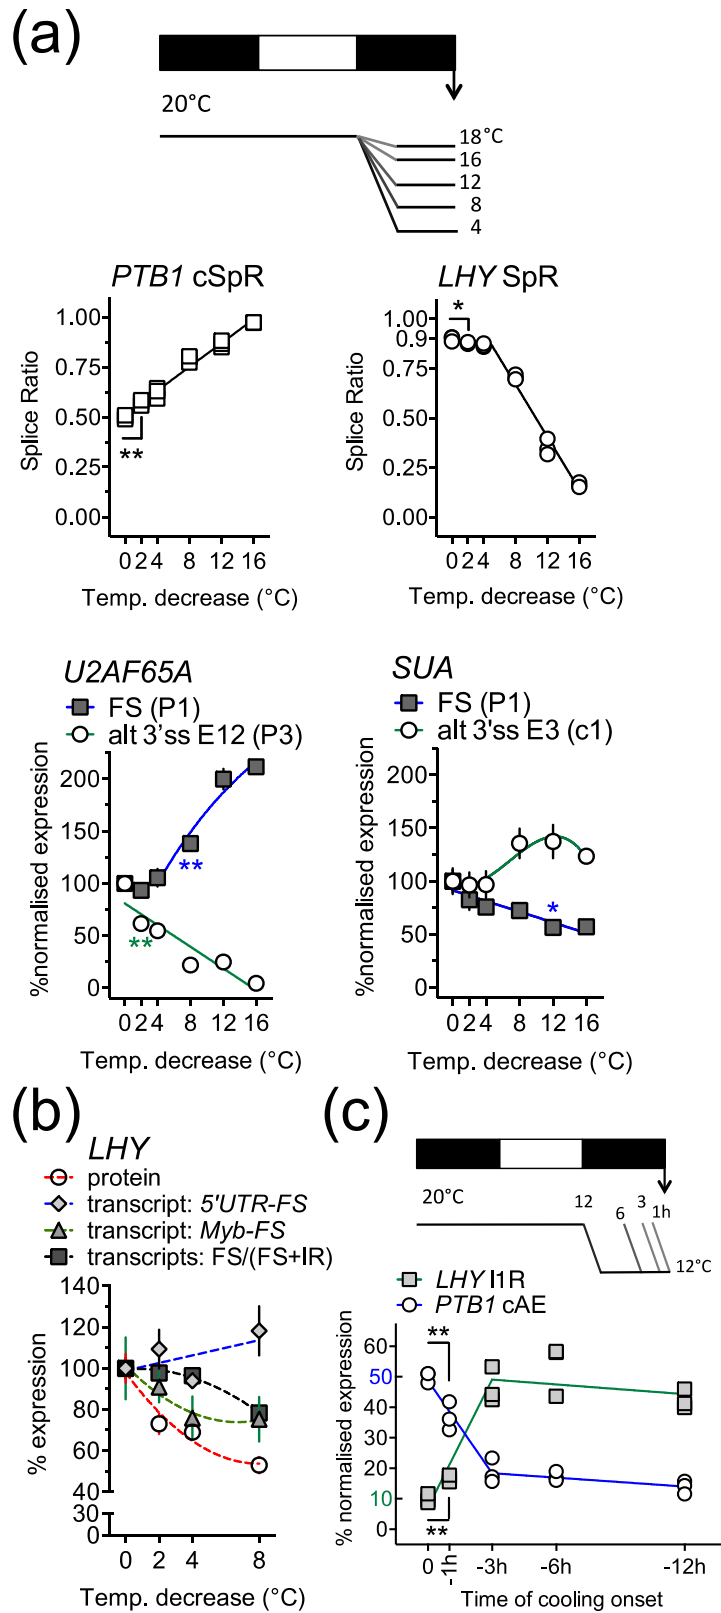 (a)
20°C
18°C
16
12
8
4
PTB1 cSpR
LHY SpR
Splice Ratio
1.00
0.75
0.50
0.25
0.00
**
0 2 4 8 12 16
Temp. decrease (°C)
Splice Ratio
1.00
0.9
0.75
0.50
0.25
0.00
*
0 2 4 8 12 16
Temp. decrease (°C)
U2AF65A
FS (P1)
alt 3'ss E12 (P3)
%normalised expression
200
150
100
50
0
**
**
0 2 4 8 12 16
Temp. decrease (°C)
SUA
FS (P1)
alt 3'ss E3 (c1)
%normalised expression
200
150
100
50
0
*
0 2 4 8 12 16
Temp. decrease (°C)
(b)
LHY
protein
transcript: 5'UTR-FS
transcript: Myb-FS
transcripts: FS/(FS+IR)
% expression
140
120
100
80
60
40
30
0
0 2 4 8
Temp. decrease (°C)
(c)
20°C
12
6
3
1h
12°C
LHY I1R
PTB1 cAE
% normalised expression
60
50
40
30
20
10
0
**
**
0 -1h -3h -6h -12h
Time of cooling onset